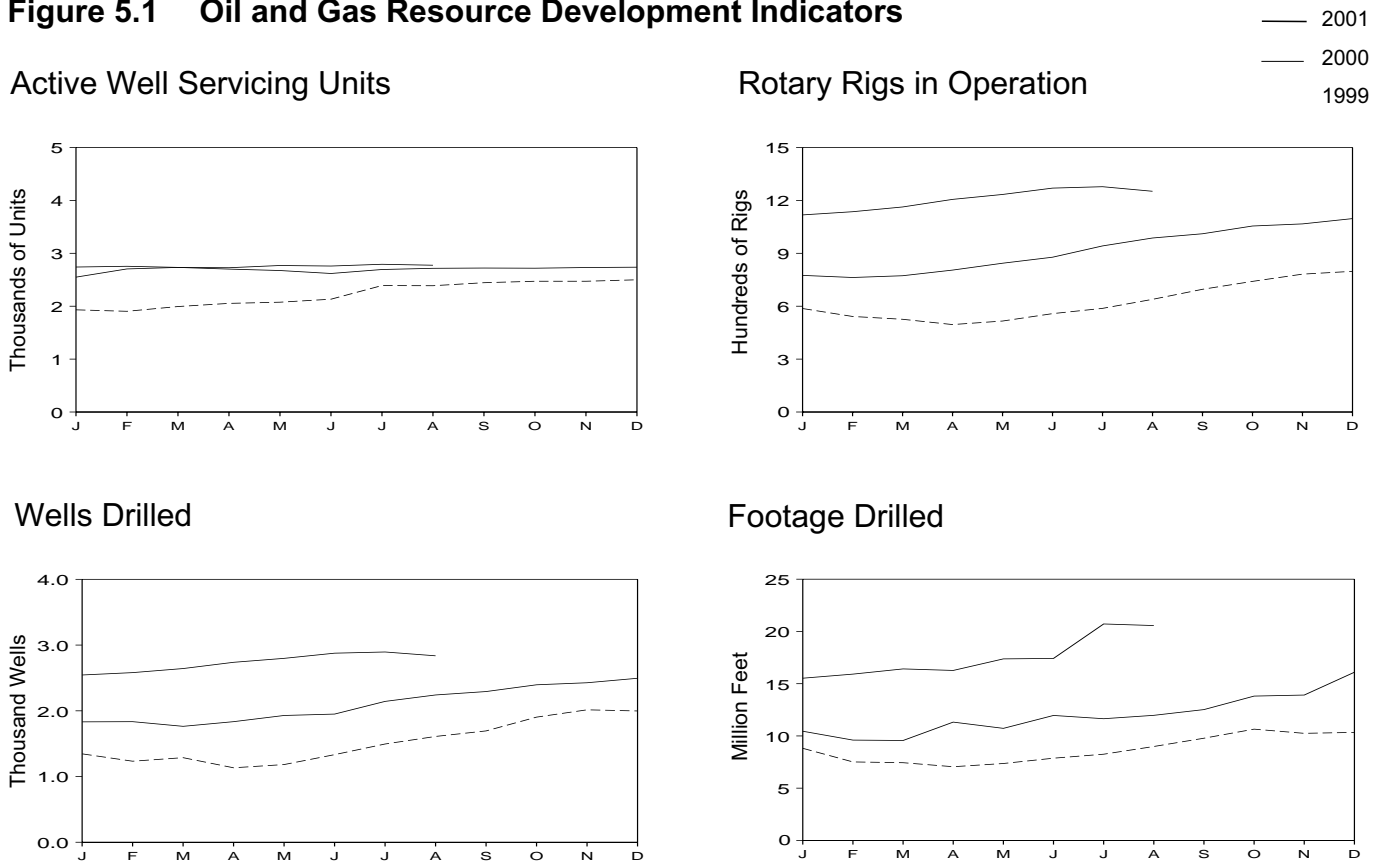 Figure 5.1 Oil and Gas Resource Development Indicators
2001
2000
1999
Active Well Servicing Units
Thousands of Units
5
4
3
2
1
0
J F M A M J J A S O N D
Rotary Rigs in Operation
Hundreds of Rigs
15
12
9
6
3
0
J F M A M J J A S O N D
Wells Drilled
Thousand Wells
4.0
3.0
2.0
1.0
0.0
J F M A M J J A S O N D
Footage Drilled
Million Feet
25
20
15
10
5
0
J F M A M J J A S O N D